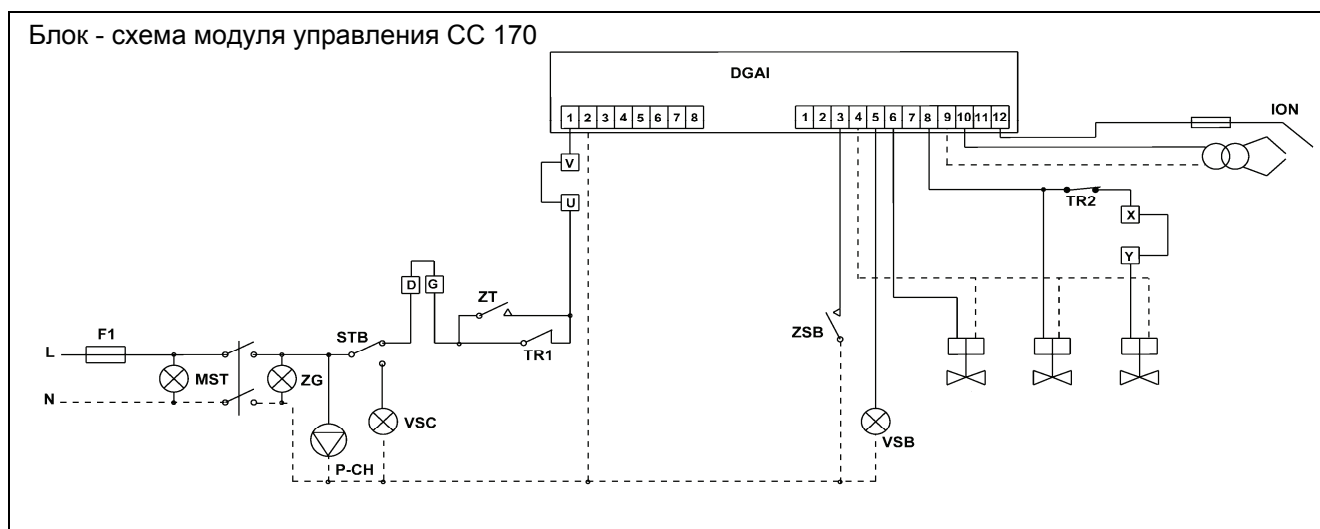 Блок - схема модуля управления СС 170
DGAI
1 2 3 4 5 6 7 8
1 2 3 4 5 6 7 8 9 10 11 12
ION
V
U
TR2
X
Y
D G
ZT
F1
STB
ZSB
TR1
L
MST
ZG
N
VSC
VSB
P-CH